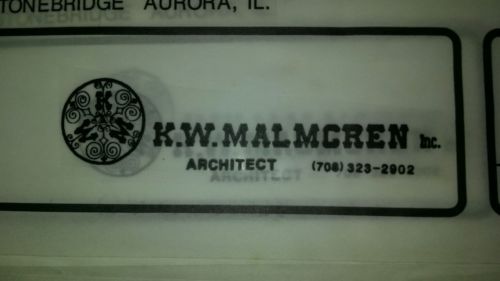 TONEBRIDGE AURORA, IL.
K
K.W. MALMGREN Inc.
ARCHITECT (708) 323-2902